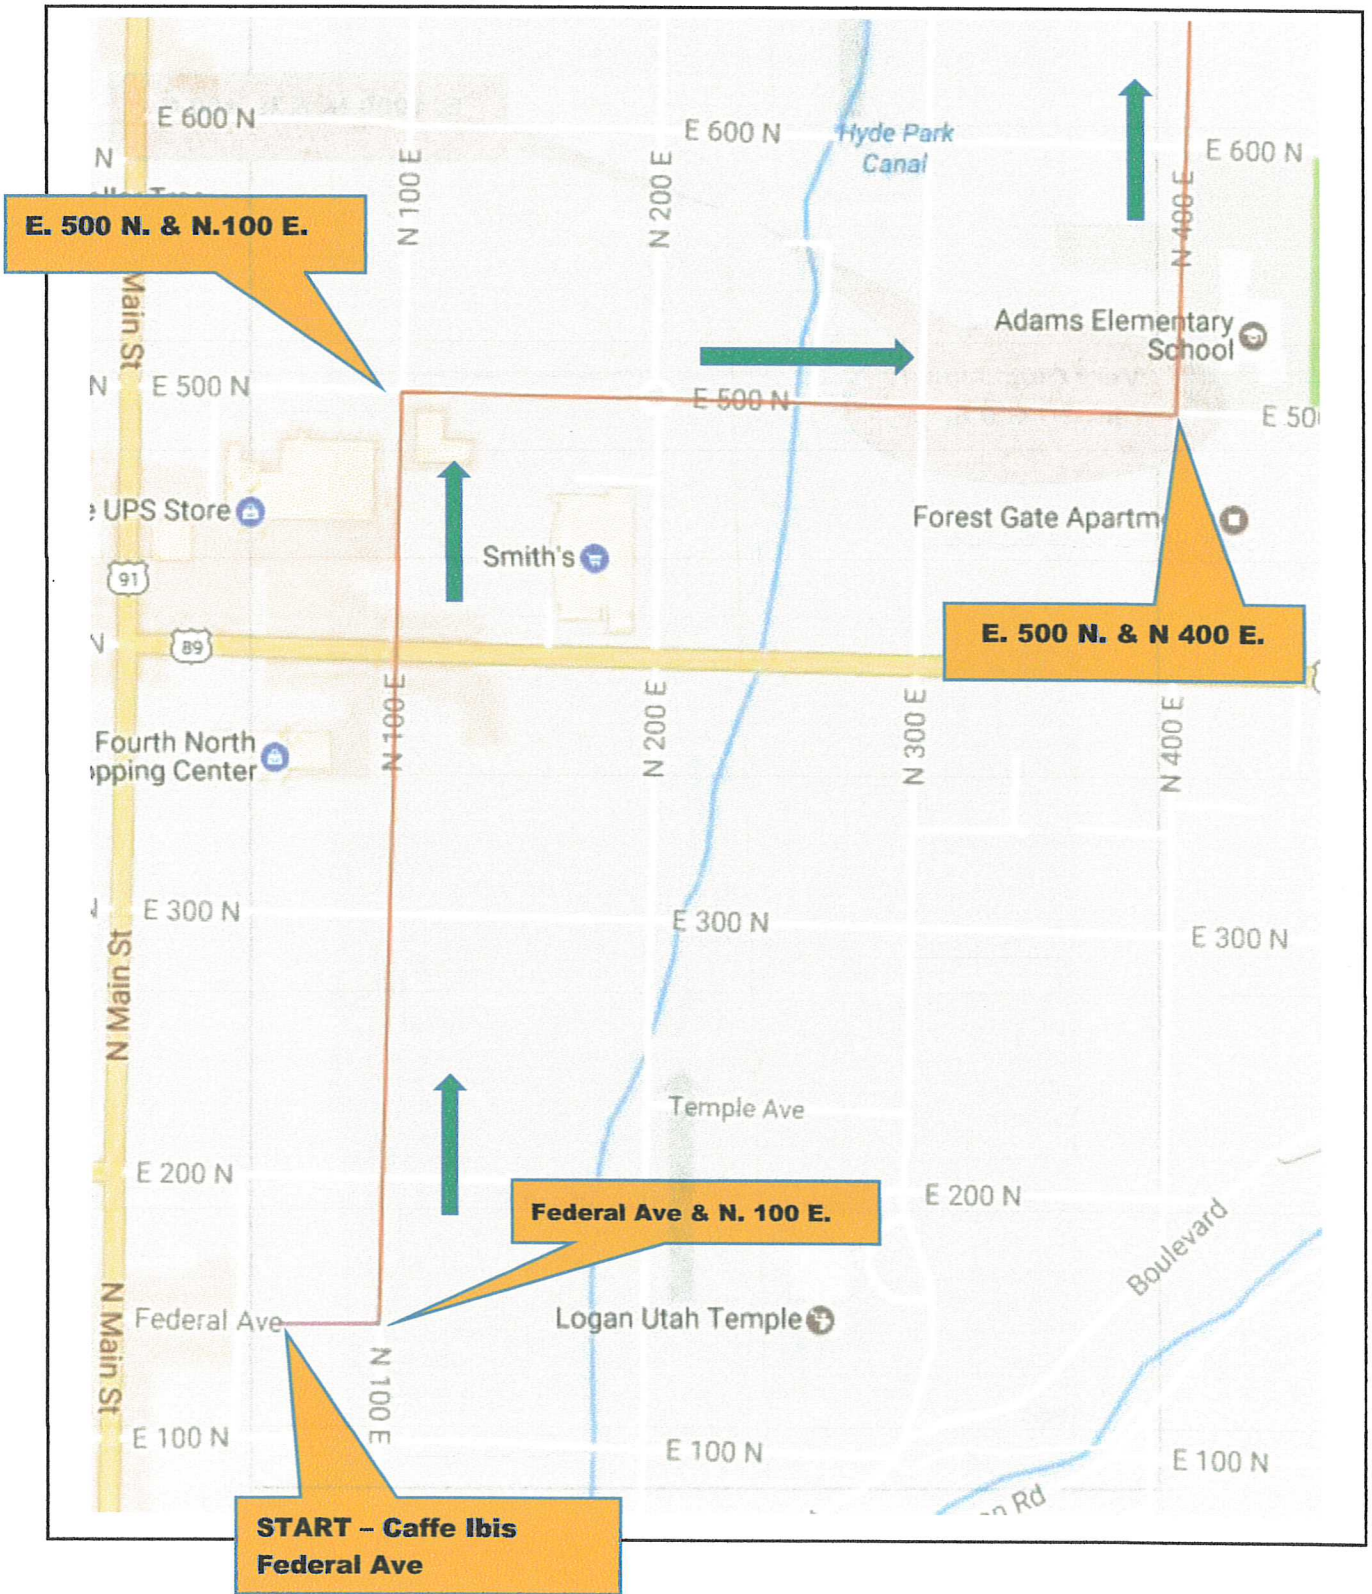 E 600 N
E 600 N
Hyde Park
Canal
E 600 N
N
N 100 E
N 200 E
N 400 E
E. 500 N. & N.100 E.
Main St
Adams Elementary
School
N
E 500 N
E 500 N
E 50
UPS Store
Forest Gate Apartm
Smith's
91
E. 500 N. & N 400 E.
N
89
N 100 E
N 200 E
N 300 E
N 400 E
Fourth North
opping Center
E 300 N
E 300 N
E 300 N
N Main St
Temple Ave
E 200 N
E 200 N
Federal Ave & N. 100 E.
Boulevard
N Main St
Federal Ave
Logan Utah Temple
N 100 E
E 100 N
E 100 N
E 100 N
on Rd
START – Caffe Ibis
Federal Ave